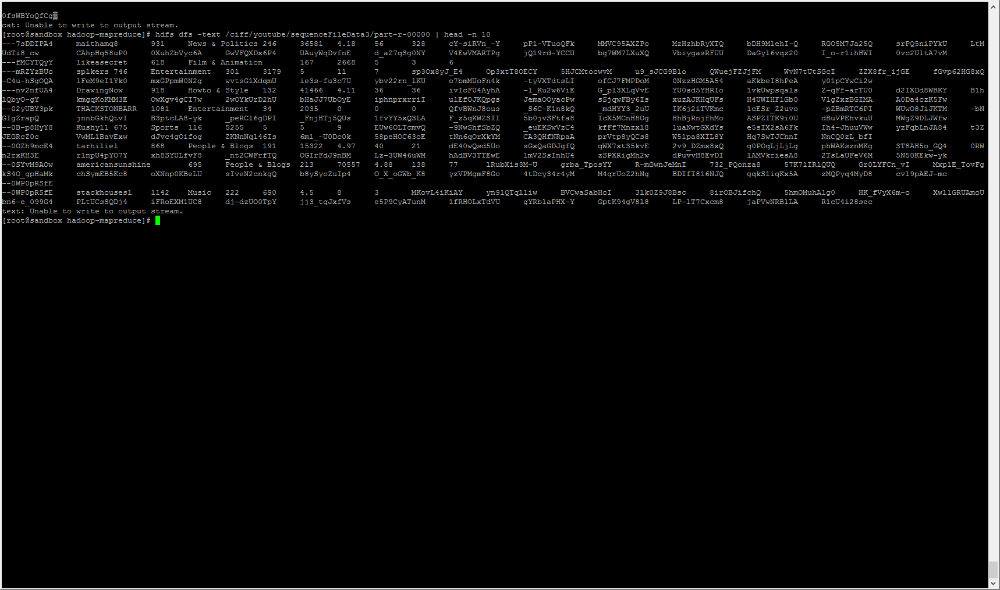 0fsWBYoQfCg▒
cat: Unable to write to output stream.
[root@sandbox hadoop-mapreduce]# hdfs dfs -text /ciff/youtube/sequenceFileData3/part-r-00000 | head -n 10
---7sDDIPA4 maithamq8 931 News & Politics 246 36581 4.18 56 328 cY-siRVn_-Y pP1-VTuoQFk MMVC95AXZPo MzHzhbRyXTQ bDH9MlehI-Q RGO5M7Ja25Q srPQ5niPYkU LtM
UdTi8_cw CAhpHq58uP0 0XuhZbVyc6A GwVFQXDx6P4 UAuyWqDvfnE d_aZ7qSg0NY V4EwVMARTPg jQ19rd-YCCU bg7WM7LXuXQ VbiygasRFUU DaGyl6vqz20 I_o-r1ihHWI 0vc2UltA7vM
---fMCYTQyY likeasecret 618 Film & Animation 167 2668 5 3 6
---mRZYzBUo sp1kers 746 Entertainment 301 3179 5 11 7 sp3Ox8yJ_E4 Op3xtT8OECY 5HJCMtocwvM u9_sJCG9B1o QWuejFZJjFM WvN7tUtSGcI ZZX8fr_ijGE fGvp62HG8xQ
-C4u-hSgOQA lFeM9eI1Yk0 mxGPpmW0N2g wvtsGlXdqmU ie3s-fu3c7U ybv22rn_lKU o7bmMUoFn4k -tyVXTdtsLI ofCJ7FMPDoM 0NzzHGM5A54 aKkbeI8hPeA y01pCYwCi2w
---nv2nfUA4 DrawingNow 918 Howto & Style 132 41466 4.11 36 36 ivIcFU4AyhA -l_Ku2w6ViE G_pl3XLqVvE YU0sd5YHRIo 1vkUwpsqals Z-qFf-arTU0 d2IXDd8WBKY B1h
lQbyO-gY kmgqKoKMM3E OwXgv4gCI7w 2wOYkUrD2hU bHaJJ7UbOyE iphnprxrriI u1EfOJKQpgs JemaOOyacPw sSjqwFBy6Is xuzAJKHqUFs H4UWIHF1Gb0 V1gZxzBGIMA A0Da4czK5Fw
--02yUBY3pk THACKSTONBARR 1081 Entertainment 34 2035 0 0 0 QfvBWnJ8ous _S6C-K1n8kQ _mdHYY3_2uU IK6j2iTVKmc 1cESr_Z2uvo -pZBmRTC6PI WUwO8JiJKTM -bN
GIgZrapQ jnnbGkhQtvI B3ptcLA8-yk _peRCl6gDPI _FnjHTj5QUs 1fvYY5xQ3LA F_z5qKWZSII 5b0jvSFtfa8 IcX5MCnH8Og HhBjRnjfhMo ASPZITK9i0U dBuVPEhvkuU MWgZ9DLJWfw
--0B-p8HyY8 Kushy11 675 Sports 116 5255 5 5 9 EUw6OLTcmvQ -9NwShfSbZQ _euEKSwVzC4 kfFf7Mnzxl8 1uaNwtGXdYs e5sIX2sA6Fk Ih4-JhuuVWw yzFqbLnJA84 t3Z
JEGRcZ0c VwML1BavExw dJvc4gOifog ZKNnNql46Is 6m1_-U0Dc0k 58peHOC63oE tNn6qOrXkYM CA3QHfNRpaA prVtp8yQCs8 W51pa8XIL8Y Hq7SwTJChnI NnCQ0zL_bfI
--0OZh9mcK4 tarhiliel 868 People & Blogs 191 15322 4.97 40 21 dE40wQsd5Uo sGxQaGDJgfQ qWX7xt35kvE 2v9_DZmx8xQ q0POqLjLjLg phWAKsznMKg 3T8AH5o_GQ4 0RW
n2rxKH3E rlnpU4pYO7Y xh8SYULfvF8 _nt2CWFrfTQ OGIrFdJ9nBM Lz-3UW46uWM hAdBV3TTEwE 1mV2SsInhU4 zSPXRigMh2w dPuvvH8EvDI lAMVkriesA8 2TsLaUFeV6M 5N50KEkw-yk
--0SYvM9AOw americansunshine 695 People & Blogs 213 70557 4.88 138 77 lRubXis3M-U grba_TposYY R-mGwnJeMnI 732_PQonza8 57K71IR1QUQ Gr0LYFCn_vI Mxp1E_TovFg
kS4O_gpHaMk chSymEB5Kc8 oXNnp0KBeLU sIveN2cnkgQ b8ySyoZuIp4 O_X_oGWb_K8 yzVPMgmF8Go 4tDcy34r4yM M4qrUoZ2hNg BDIfI816NJQ gqkS1iqKx5A zMQPyq4MyD8 cvl9pAEJ-mc
--0WP0pRSfE
--0WP0pRSfE stackhousesl 1142 Music 222 690 4.5 8 3 MKovL4iKiAY yn9lQTqlliw BVCwaSabHoI 3lk0Z9J8Bsc 8irOBJifchQ 5hmOMuhA1g0 HK_fVyX6m-o Xwl1GRUAmoU
bn6-e_099G4 PLtUCsSQDj4 iFRoEXM1UC8 dj-dzUO0TpY jj3_tqJxfVs e5P9CyATunM 1fRHOLxTdVU gYRblaPHX-Y GptK94gV8l8 LP-lT7Cxcm8 jaPVwNRBlLA R1cU4i28sec
text: Unable to write to output stream.
[root@sandbox hadoop-mapreduce]#